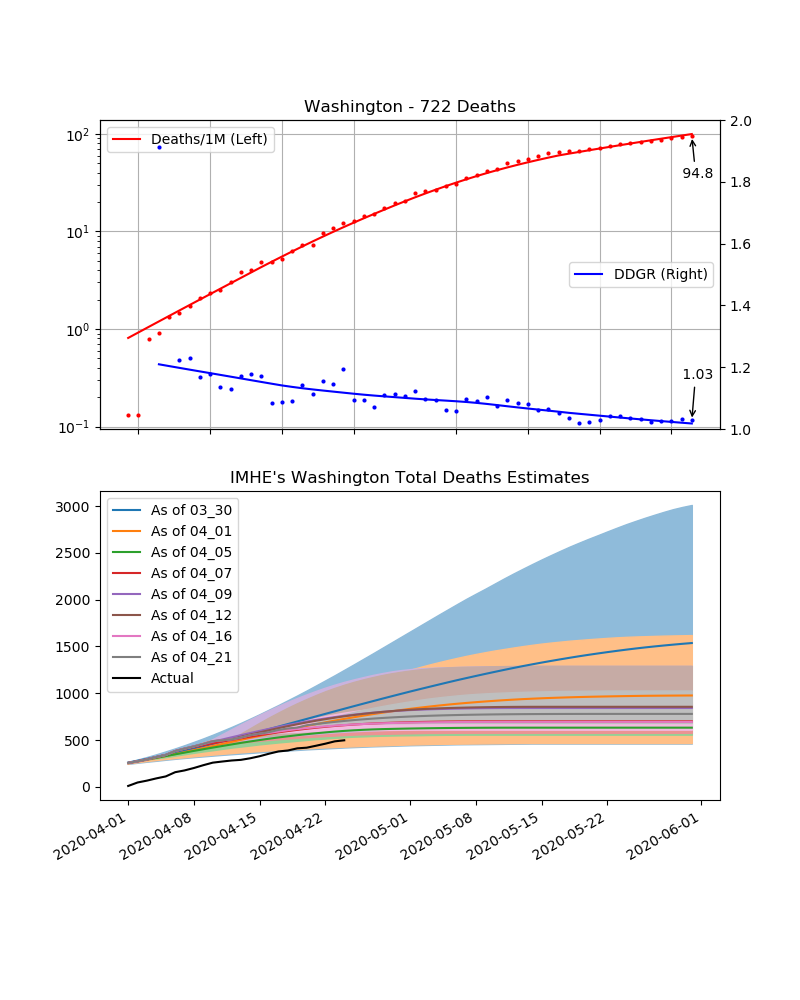 Washington - 722 Deaths
10²
10¹
10⁰
10⁻¹
Deaths/1M (Left)
94.8
DDGR (Right)
1.03
2.0
1.8
1.6
1.4
1.2
1.0
IMHE's Washington Total Deaths Estimates
3000
2500
2000
1500
1000
500
0
As of 03_30
As of 04_01
As of 04_05
As of 04_07
As of 04_09
As of 04_12
As of 04_16
As of 04_21
Actual
2020-04-01
2020-04-08
2020-04-15
2020-04-22
2020-05-01
2020-05-08
2020-05-15
2020-05-22
2020-06-01